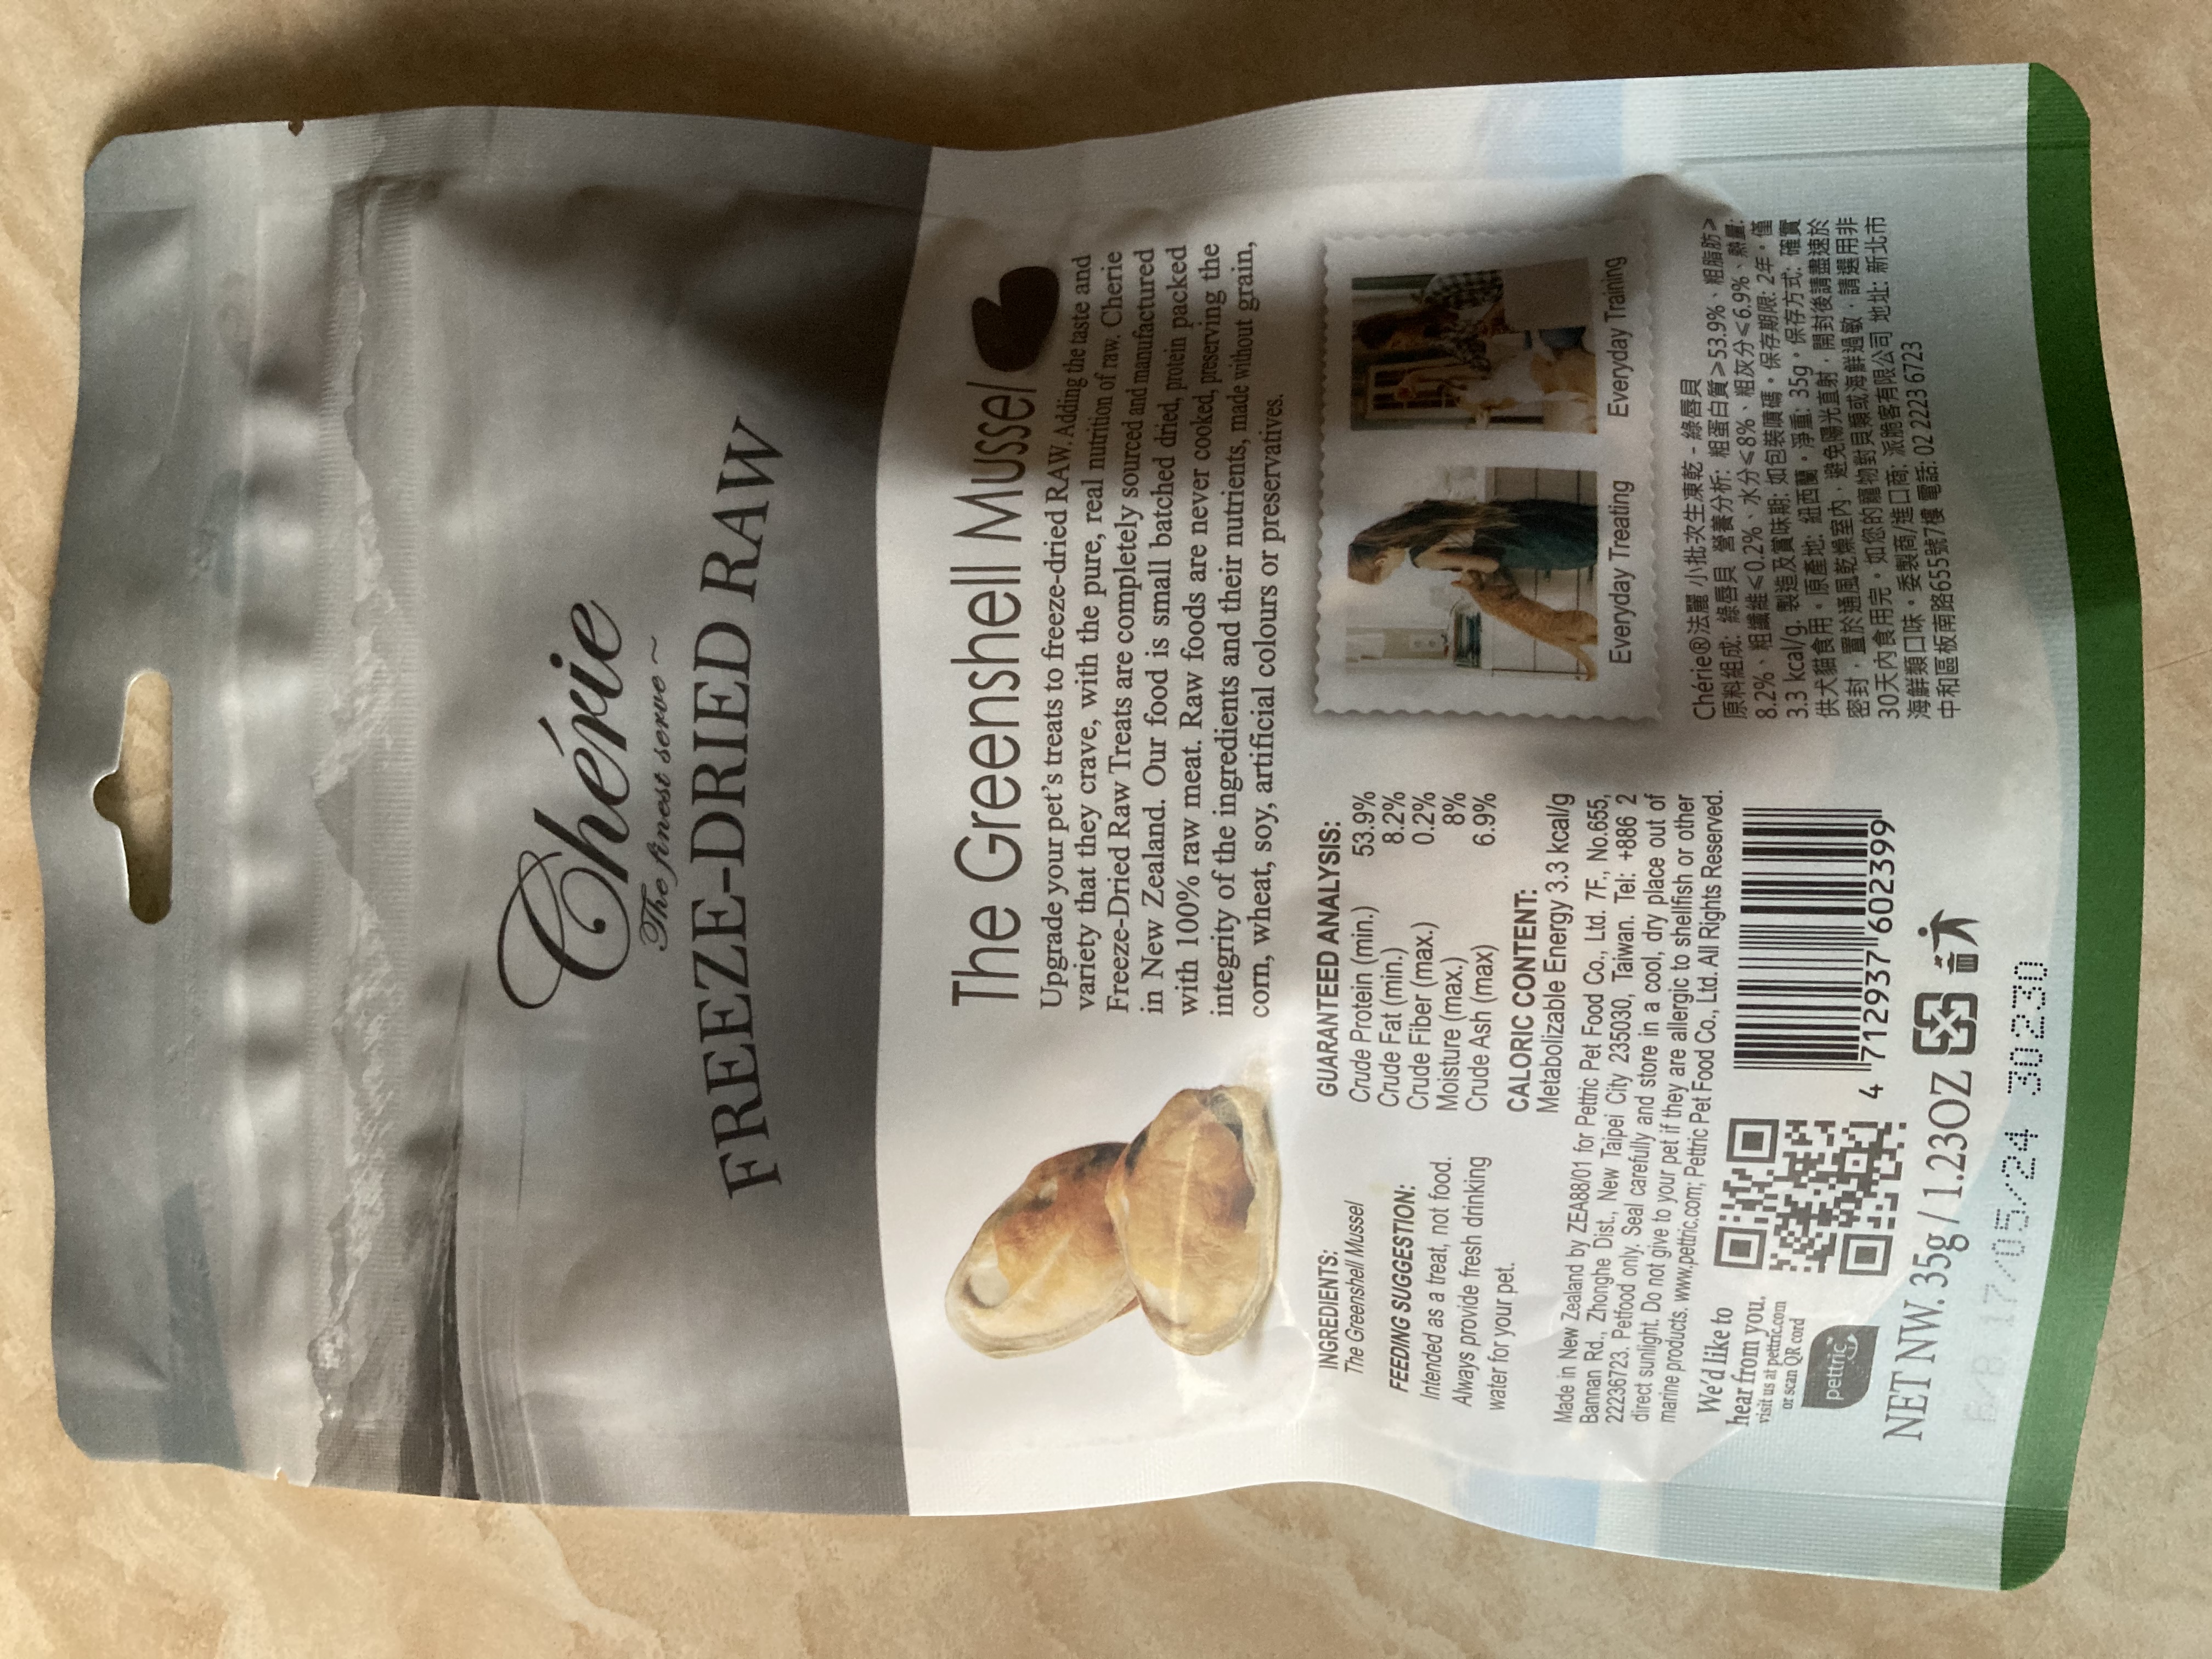 Chérie
The finest serve ~
FREEZE-DRIED RAW
The Greenshell Mussel
Upgrade your pet's treats to freeze-dried RAW. Adding the taste and
variety that they crave, with the pure, real nutrition of raw. Cherie
Freeze-Dried Raw Treats are completely sourced and manufactured
in New Zealand. Our food is small batched dried, protein packed
with 100% raw meat. Raw foods are never cooked, preserving the
integrity of the ingredients and their nutrients, made without grain,
corn, wheat, soy, artificial colours or preservatives.
INGREDIENTS:
The Greenshell Mussel
FEEDING SUGGESTION:
Intended as a treat, not food.
Always provide fresh drinking
water for your pet.
GUARANTEED ANALYSIS:
Crude Protein (min.) 53.9%
Crude Fat (min.) 8.2%
Crude Fiber (max.) 0.2%
Moisture (max.) 8%
Crude Ash (max) 6.9%
CALORIC CONTENT:
Metabolizable Energy 3.3 kcal/g
Everyday Treating
Everyday Training
Made in New Zealand by ZEA88/01 for Pettric Pet Food Co., Ltd. 7F., No.655,
Bannan Rd., Zhonghe Dist., New Taipei City 235030, Taiwan. Tel: +886 2
22236723. Petfood only. Seal carefully and store in a cool, dry place out of
direct sunlight. Do not give to your pet if they are allergic to shellfish or other
marine products. www.pettric.com; Pettric Pet Food Co., Ltd. All Rights Reserved.
Chérie®法麗 小批次生凍乾 - 綠唇貝
原料組成: 綠唇貝 營養分析: 粗蛋白質≥53.9%、粗脂肪≥
8.2%、粗纖維≤0.2%、水分≤8%、粗灰分≤6.9%、熱量:
3.3 kcal/g. 製造及賞味期: 如包裝噴碼。保存期限: 2年。僅
供犬貓食用。原產地: 紐西蘭。淨重: 35g。保存方式: 確實
密封，置於通風乾燥室內、避免陽光直射，開封後請盡速於
30天內食用完。如您的寵物對貝類或海鮮過敏，請選用非
海鮮類口味。委製商/進口商: 派脆客有限公司 地址: 新北市
中和區板南路655號7樓 電話: 02 2223 6723
We'd like to
hear from you.
visit us at pettric.com
or scan QR cord
pettric
4 712937 602399
NET NW. 35g / 1.23OZ
17/05/24 30230